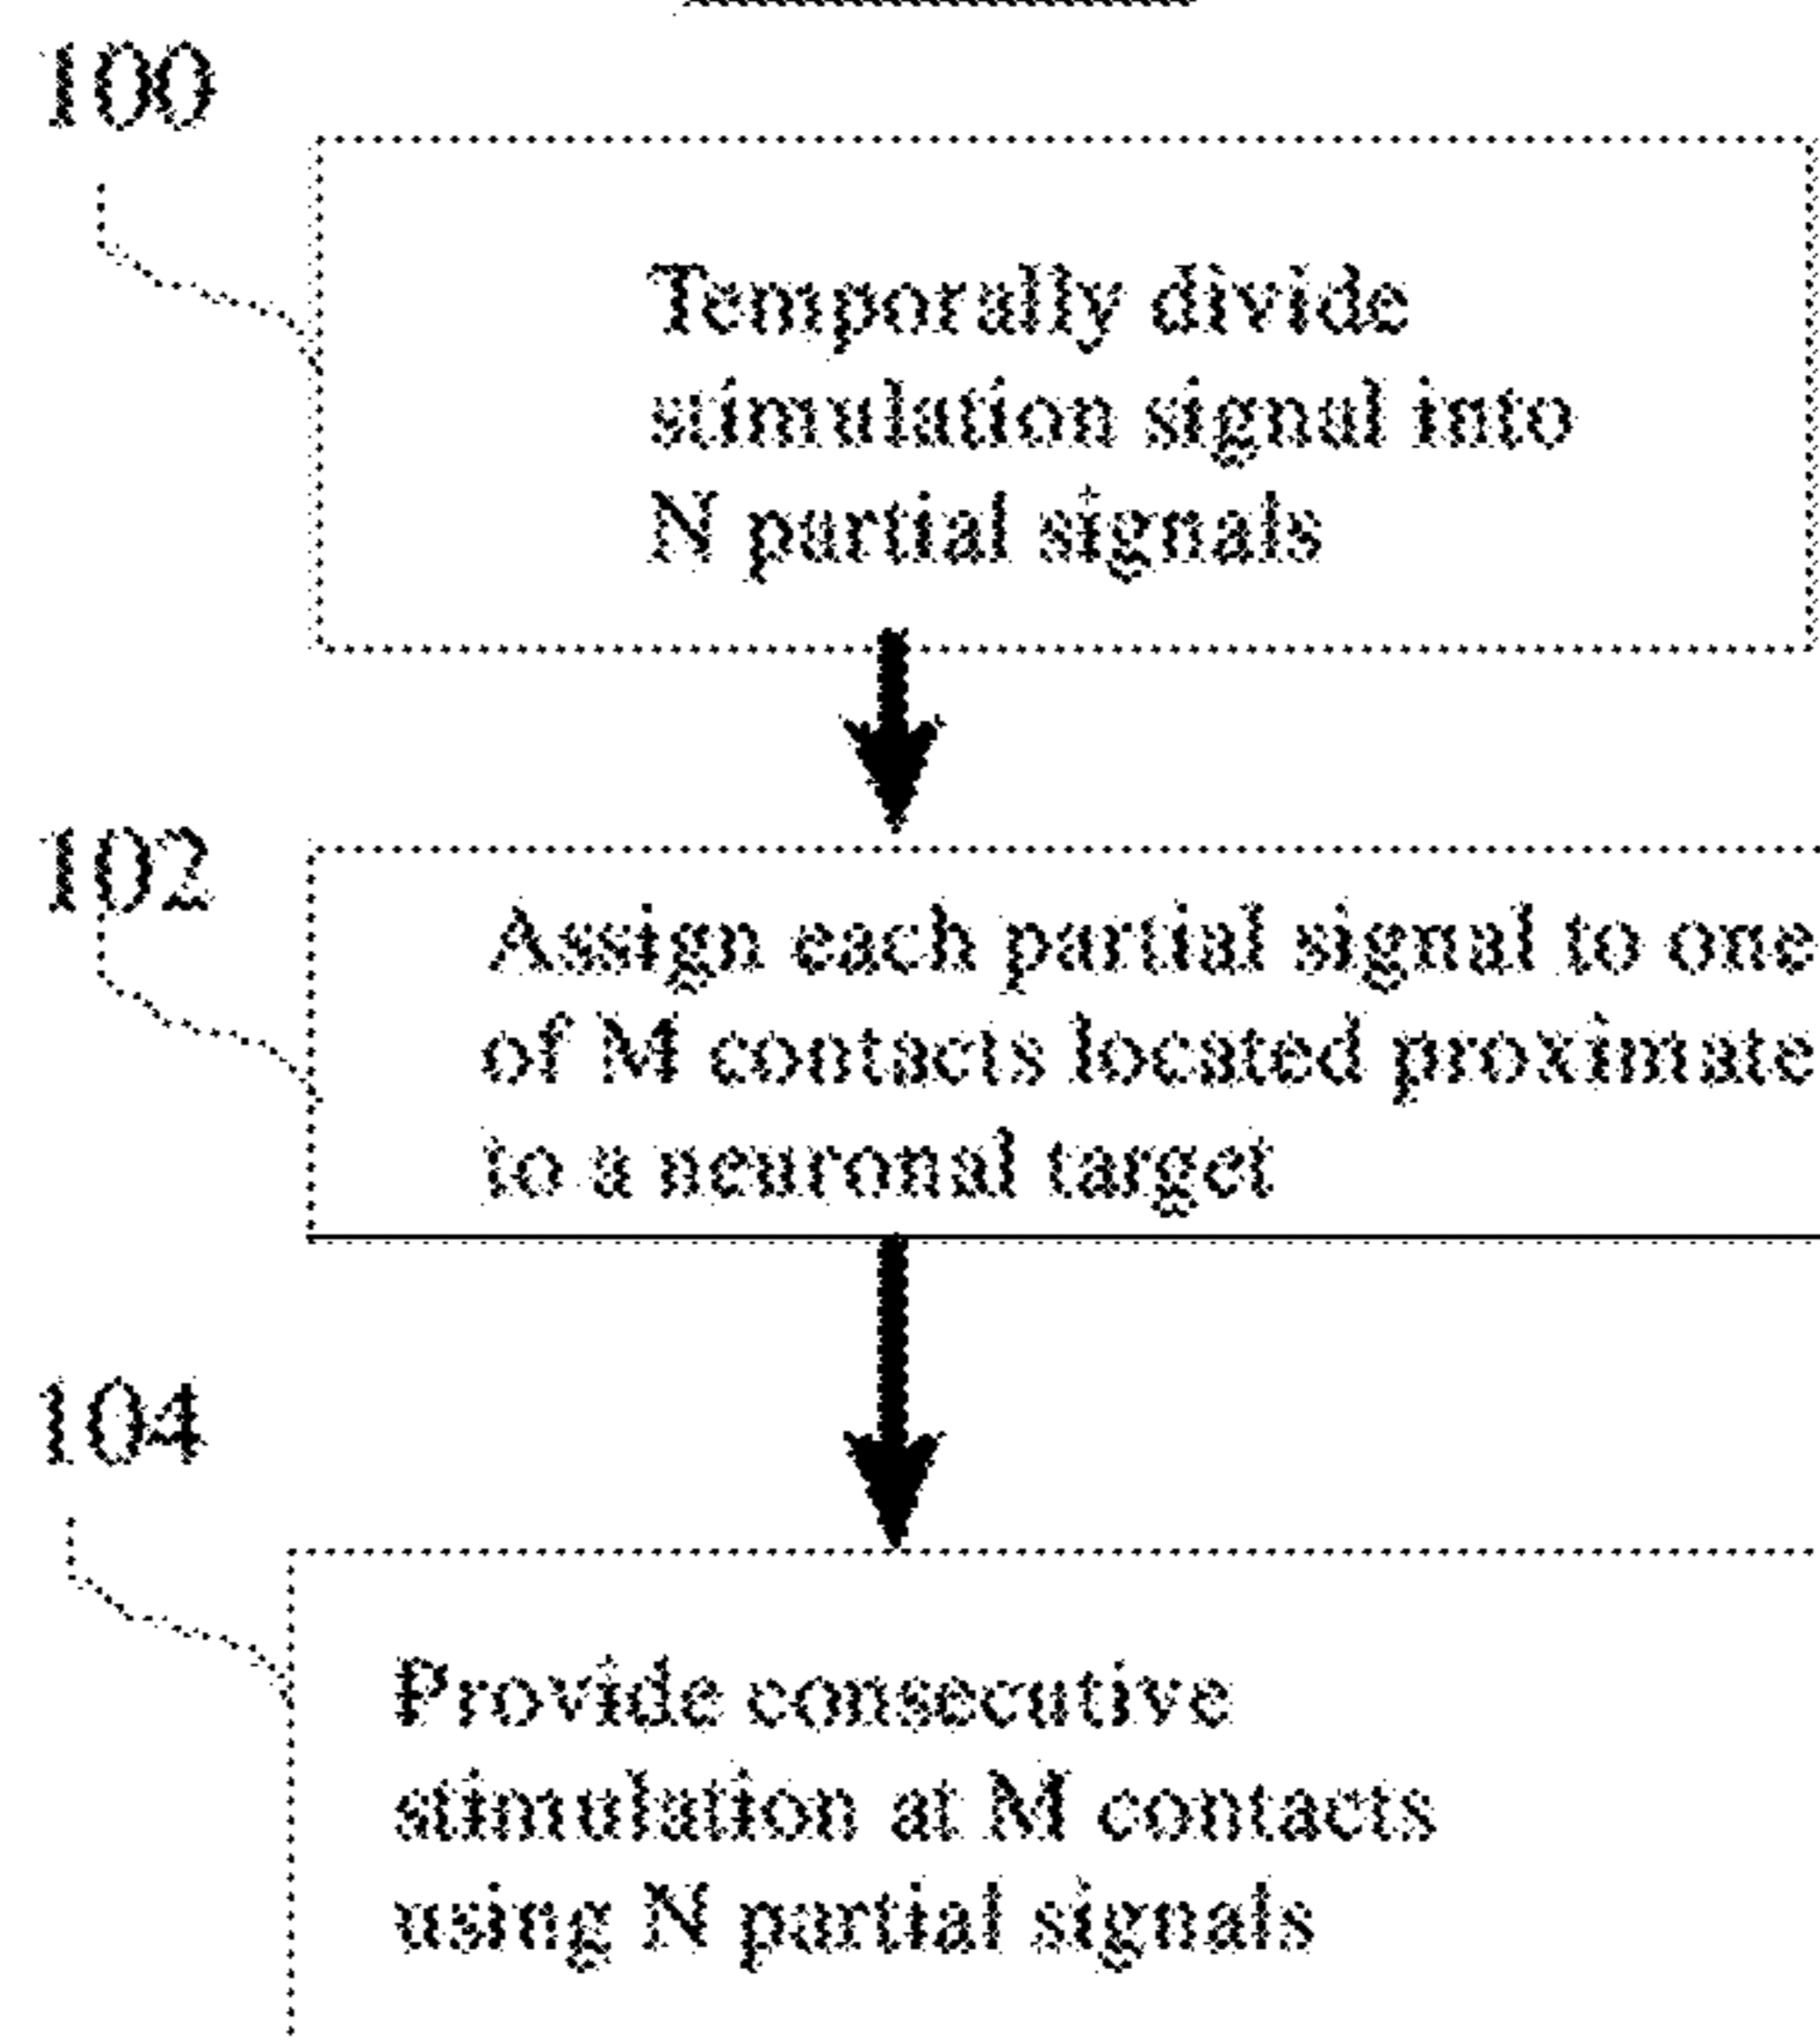 100
Temporally divide
stimulation signal into
N partial signals
102
Assign each partial signal to one
of M contacts located proximate
to a neuronal target
104
Provide consecutive
stimulation at M contacts
using N partial signals